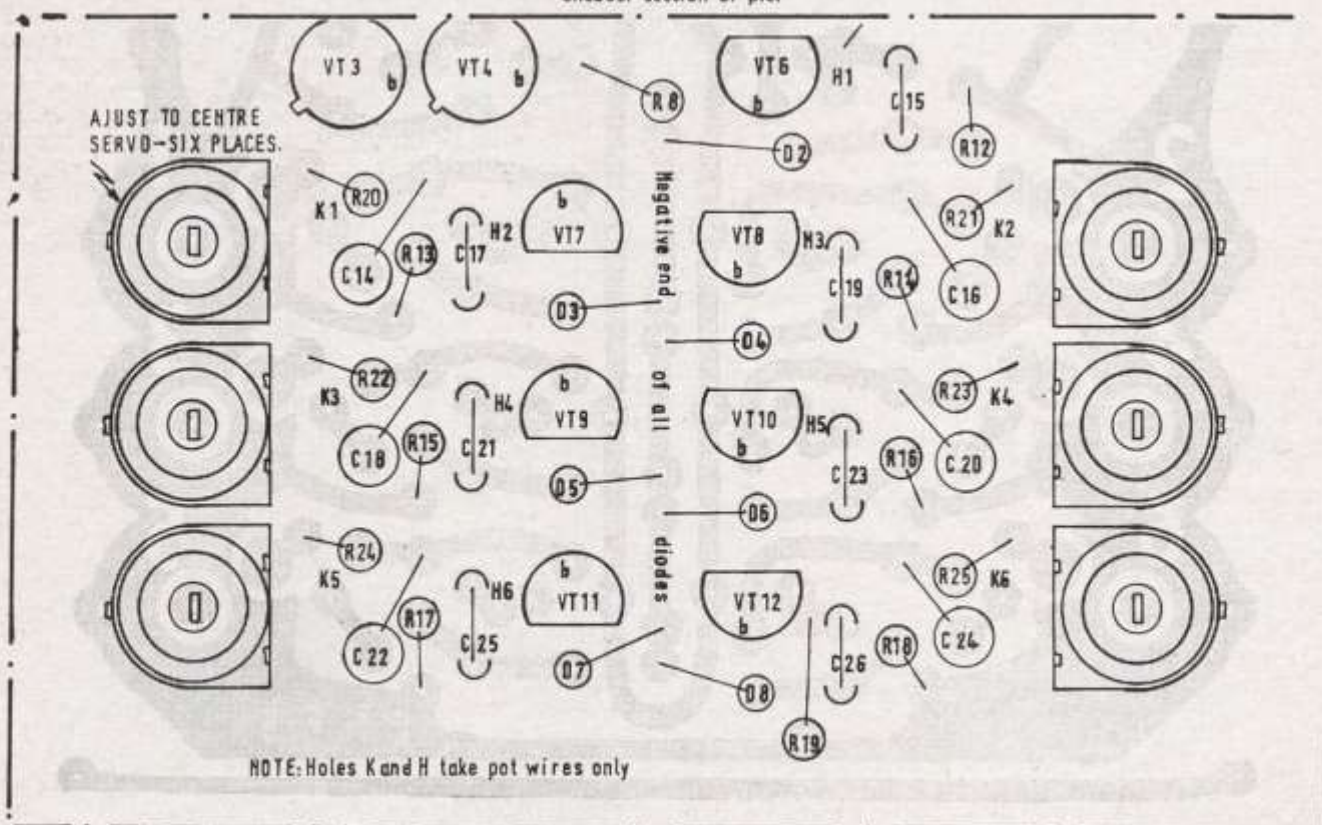 VT3
b
VT4
b
R8
VT6
b
H1
C15
AJUST TO CENTRE
SERVO-SIX PLACES.
D2
R12
K1
R20
R13
C14
C17
H2
b
VT7
VT8
b
H3
C19
R14
R21
K2
C16
D3
D4
Negative end of all diodes
K3
R22
R15
C18
C21
H4
b
VT9
VT10
b
H5
C23
R16
R23
K4
C20
D5
D6
K5
R24
R17
C22
C25
H6
b
VT11
VT12
b
C26
R18
R25
K6
C24
D7
D8
R19
NOTE: Holes K and H take pot wires only